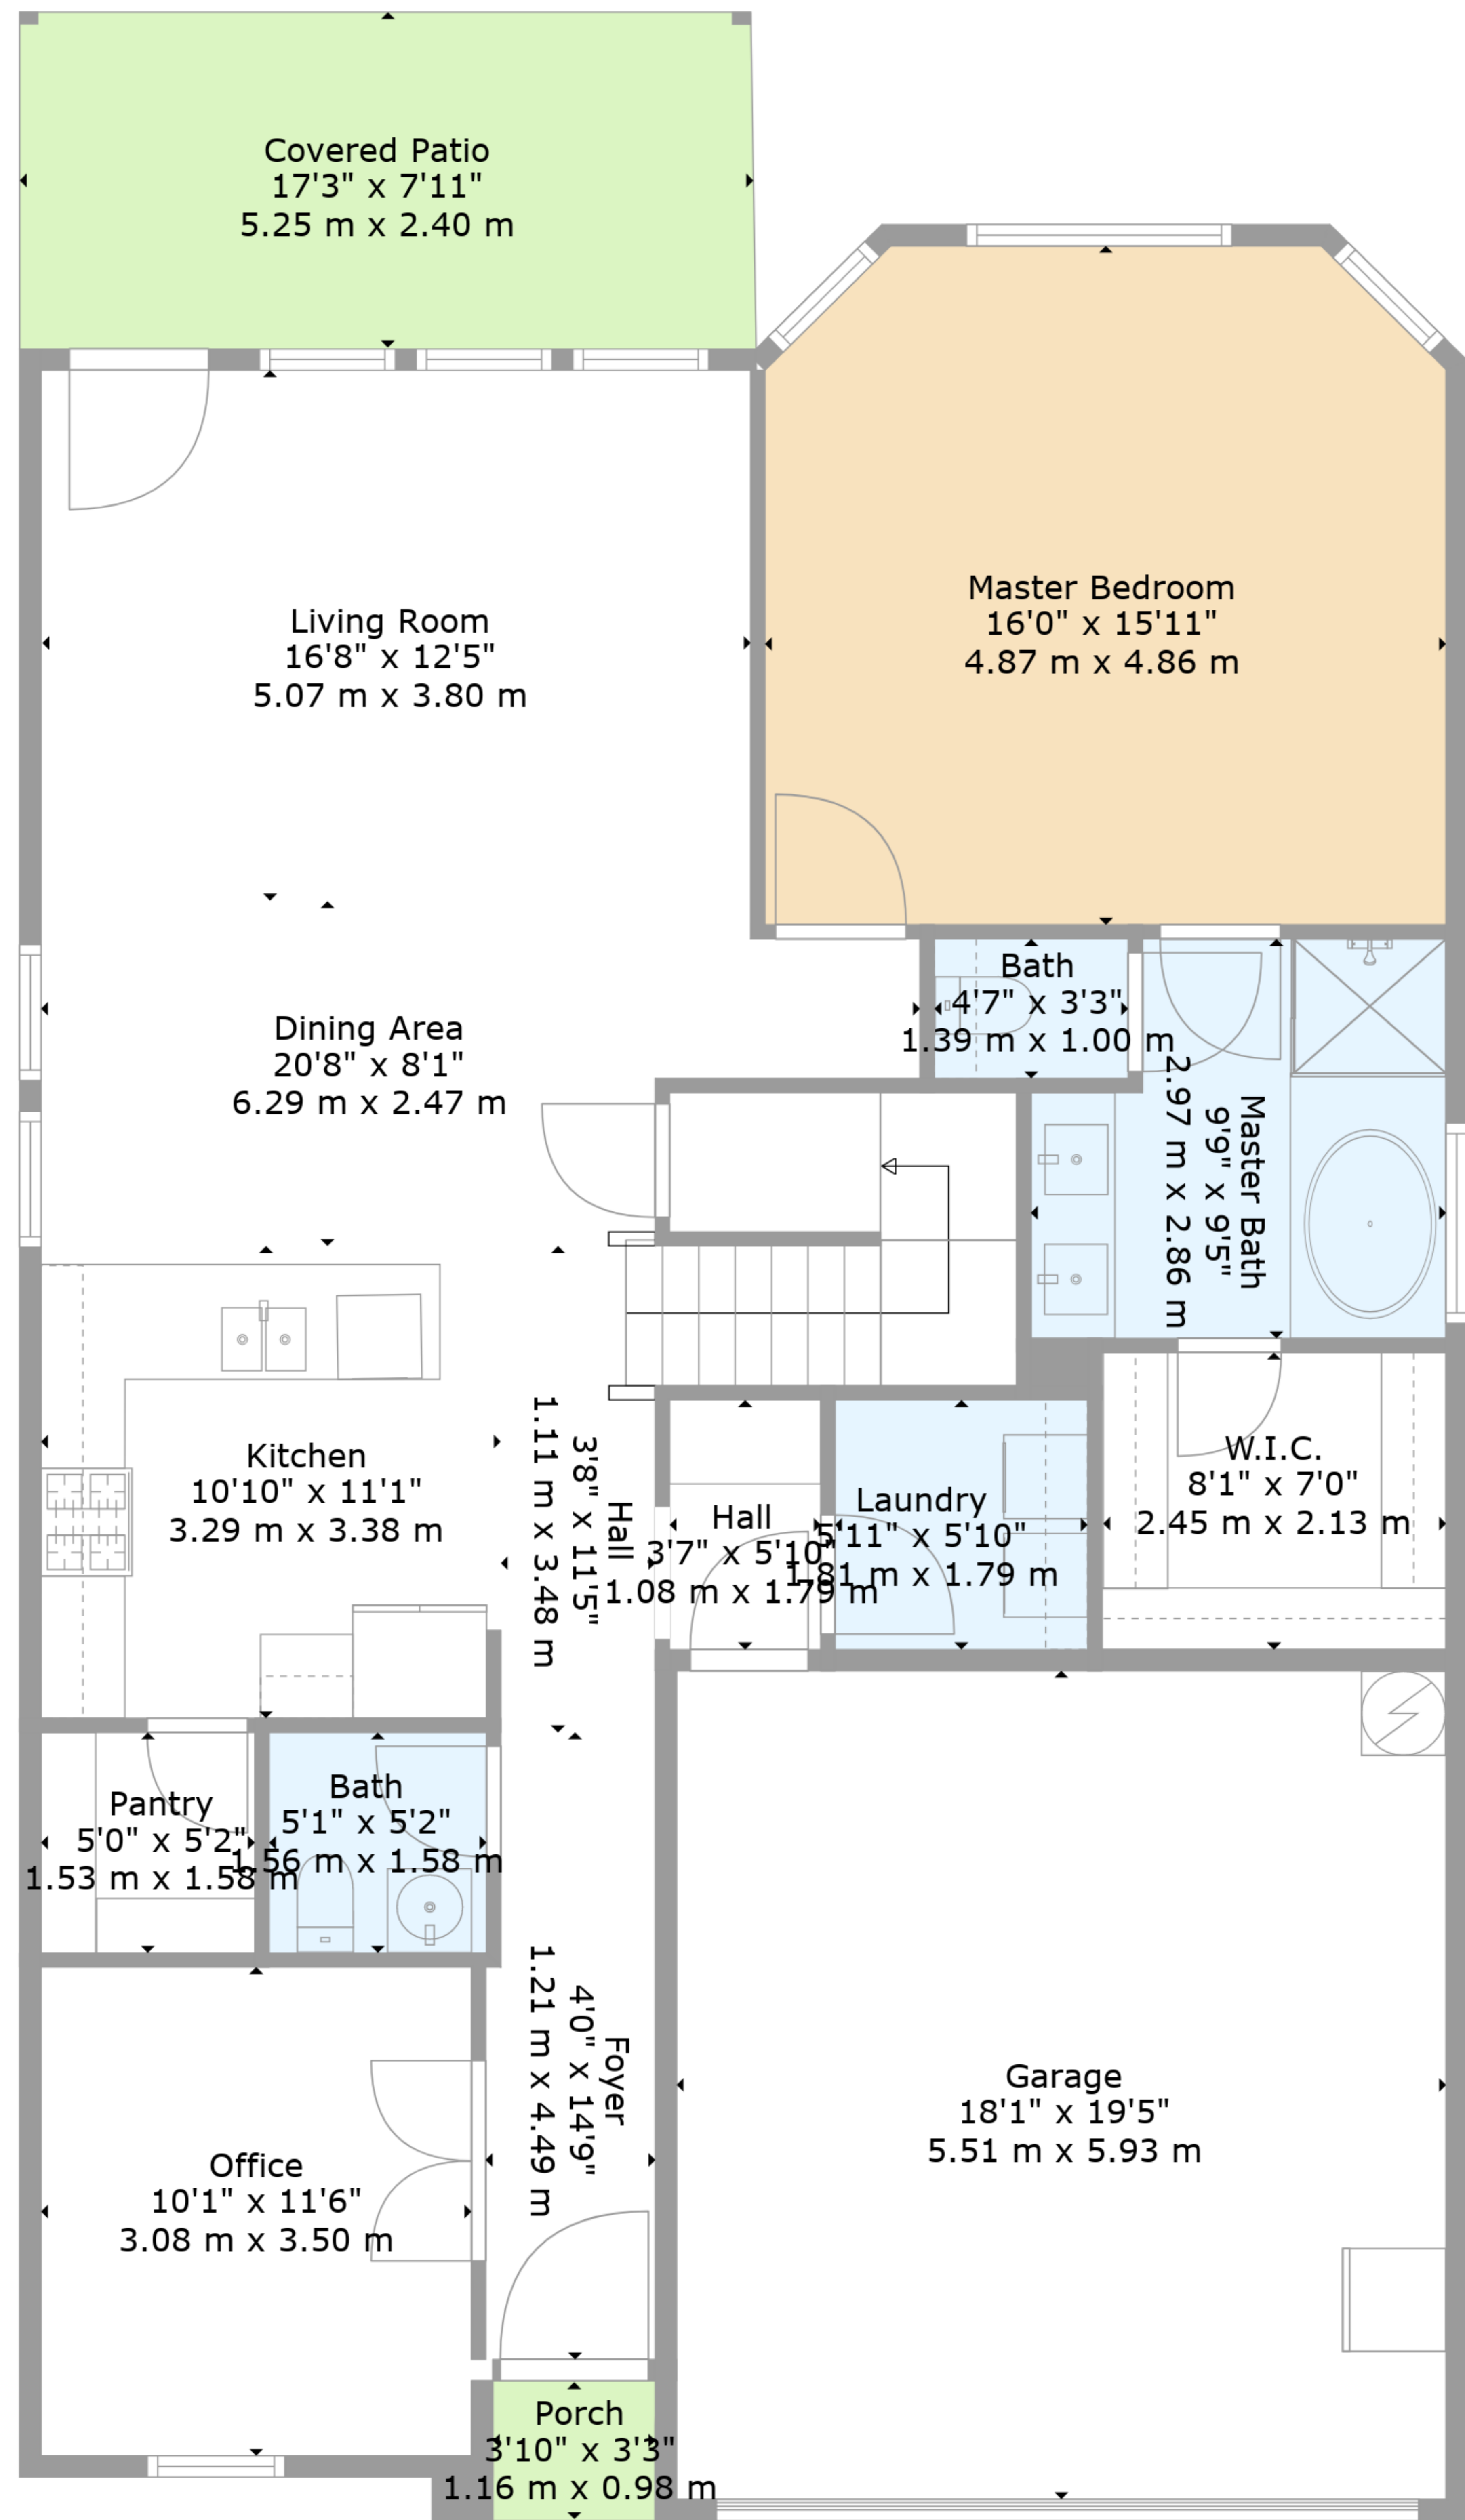 Covered Patio
17'3" x 7'11"
5.25 m x 2.40 m
Master Bedroom
16'0" x 15'11"
4.87 m x 4.86 m
Living Room
16'8" x 12'5"
5.07 m x 3.80 m
Bath
4'7" x 3'3"
1.39 m x 1.00 m
Dining Area
20'8" x 8'1"
6.29 m x 2.47 m
Master Bath
9'9" x 9'5"
2.97 m x 2.86 m
Kitchen
10'10" x 11'1"
3.29 m x 3.38 m
Hall
3'8" x 11'5"
1.11 m x 3.48 m
Hall
3'7" x 5'10"
1.08 m x 1.79 m
Laundry
5'11" x 5'10"
1.81 m x 1.79 m
W.I.C.
8'1" x 7'0"
2.45 m x 2.13 m
Pantry
5'0" x 5'2"
1.53 m x 1.58 m
Bath
5'1" x 5'2"
1.56 m x 1.58 m
Foyer
4'0" x 14'9"
1.21 m x 4.49 m
Garage
18'1" x 19'5"
5.51 m x 5.93 m
Office
10'1" x 11'6"
3.08 m x 3.50 m
Porch
3'10" x 3'3"
1.16 m x 0.98 m